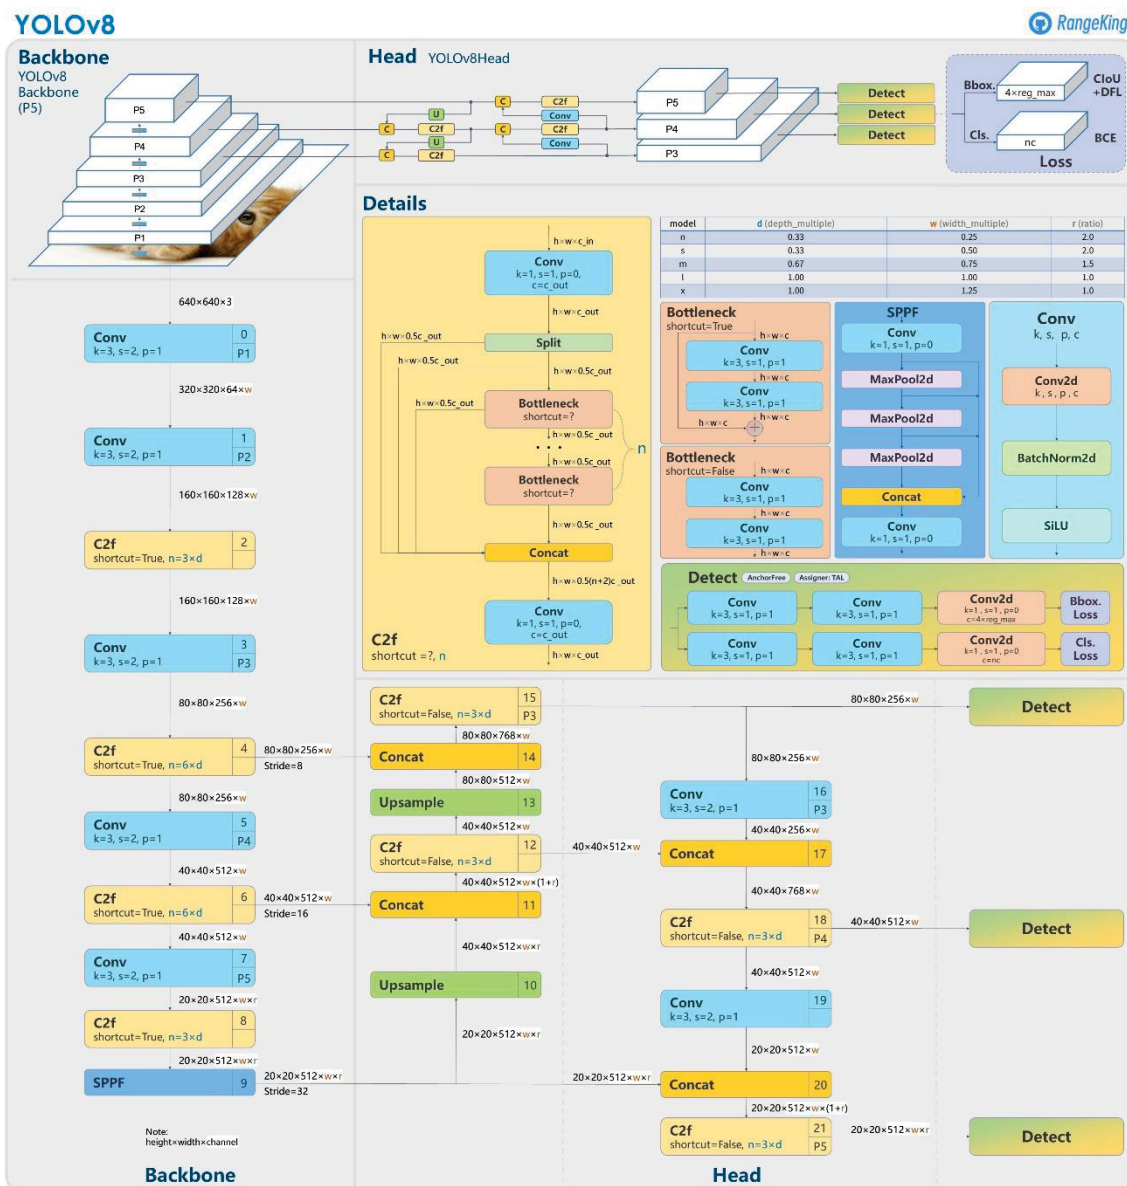 YOLOv8
RangeKing
Backbone
YOLOv8
Backbone
(P5)
P5
P4
P3
P2
P1
Head YOLOv8Head
C C2f
U Conv
C C2f C C2f
U Conv
C C2f
P5
P4
P3
Detect
Detect
Detect
Bbox. 4×reg_max CIoU
+DFL
Cls. nc BCE
Loss
Details
h×w×c_in
Conv
k=1, s=1, p=0,
c=c_out
h×w×c_out
Split
h×w×0.5c_out
h×w×0.5c_out
h×w×0.5c_out
h×w×0.5c_out
Bottleneck
shortcut=?
h×w×0.5c_out
• • •
n
h×w×0.5c_out
Bottleneck
shortcut=?
h×w×0.5c_out
Concat
h×w×0.5(n+2)c_out
Conv
k=1, s=1, p=0,
c=c_out
h×w×c_out
C2f
shortcut =?, n
model d (depth_multiple) w (width_multiple) r (ratio)
n 0.33 0.25 2.0
s 0.33 0.50 2.0
m 0.67 0.75 1.5
l 1.00 1.00 1.0
x 1.00 1.25 1.0
Bottleneck
shortcut=True
h×w×c
Conv
k=3, s=1, p=1
h×w×c
Conv
k=3, s=1, p=1
h×w×c
h×w×c
+
Bottleneck
shortcut=False
h×w×c
Conv
k=3, s=1, p=1
h×w×c
Conv
k=3, s=1, p=1
h×w×c
SPPF
Conv
k=1, s=1, p=0
MaxPool2d
MaxPool2d
MaxPool2d
Concat
Conv
k=1, s=1, p=0
Conv
k, s, p, c
Conv2d
k, s, p, c
BatchNorm2d
SiLU
Detect AnchorFree Assigner: TAL
Conv
k=3, s=1, p=1
Conv
k=3, s=1, p=1
Conv2d
k=1, s=1, p=0
c=4×reg_max
Bbox.
Loss
Conv
k=3, s=1, p=1
Conv
k=3, s=1, p=1
Conv2d
k=1, s=1, p=0
c=nc
Cls.
Loss
640×640×3
Conv 0
k=3, s=2, p=1 P1
320×320×64×w
Conv 1
k=3, s=2, p=1 P2
160×160×128×w
C2f 2
shortcut=True, n=3×d
160×160×128×w
Conv 3
k=3, s=2, p=1 P3
80×80×256×w
C2f 4
shortcut=True, n=6×d
80×80×256×w
Stride=8
80×80×256×w
Conv 5
k=3, s=2, p=1 P4
40×40×512×w
C2f 6
shortcut=True, n=6×d
40×40×512×w
Stride=16
40×40×512×w
Conv 7
k=3, s=2, p=1 P5
20×20×512×w×r
C2f 8
shortcut=True, n=3×d
20×20×512×w×r
SPPF 9
20×20×512×w×r
Stride=32
Note:
height×width×channel
Backbone
C2f 15
shortcut=False, n=3×d P3
80×80×768×w
Concat 14
80×80×512×w
Upsample 13
40×40×512×w
C2f 12
shortcut=False, n=3×d
40×40×512×w×(1+r)
Concat 11
40×40×512×w×r
Upsample 10
20×20×512×w×r
80×80×256×w
Detect
80×80×256×w
Conv 16
k=3, s=2, p=1 P3
40×40×256×w
40×40×512×w
Concat 17
40×40×768×w
C2f 18
shortcut=False, n=3×d P4
40×40×512×w
Detect
40×40×512×w
Conv 19
k=3, s=2, p=1
20×20×512×w
20×20×512×w×r
Concat 20
20×20×512×w×(1+r)
C2f 21
shortcut=False, n=3×d P5
20×20×512×w×r
Detect
Head